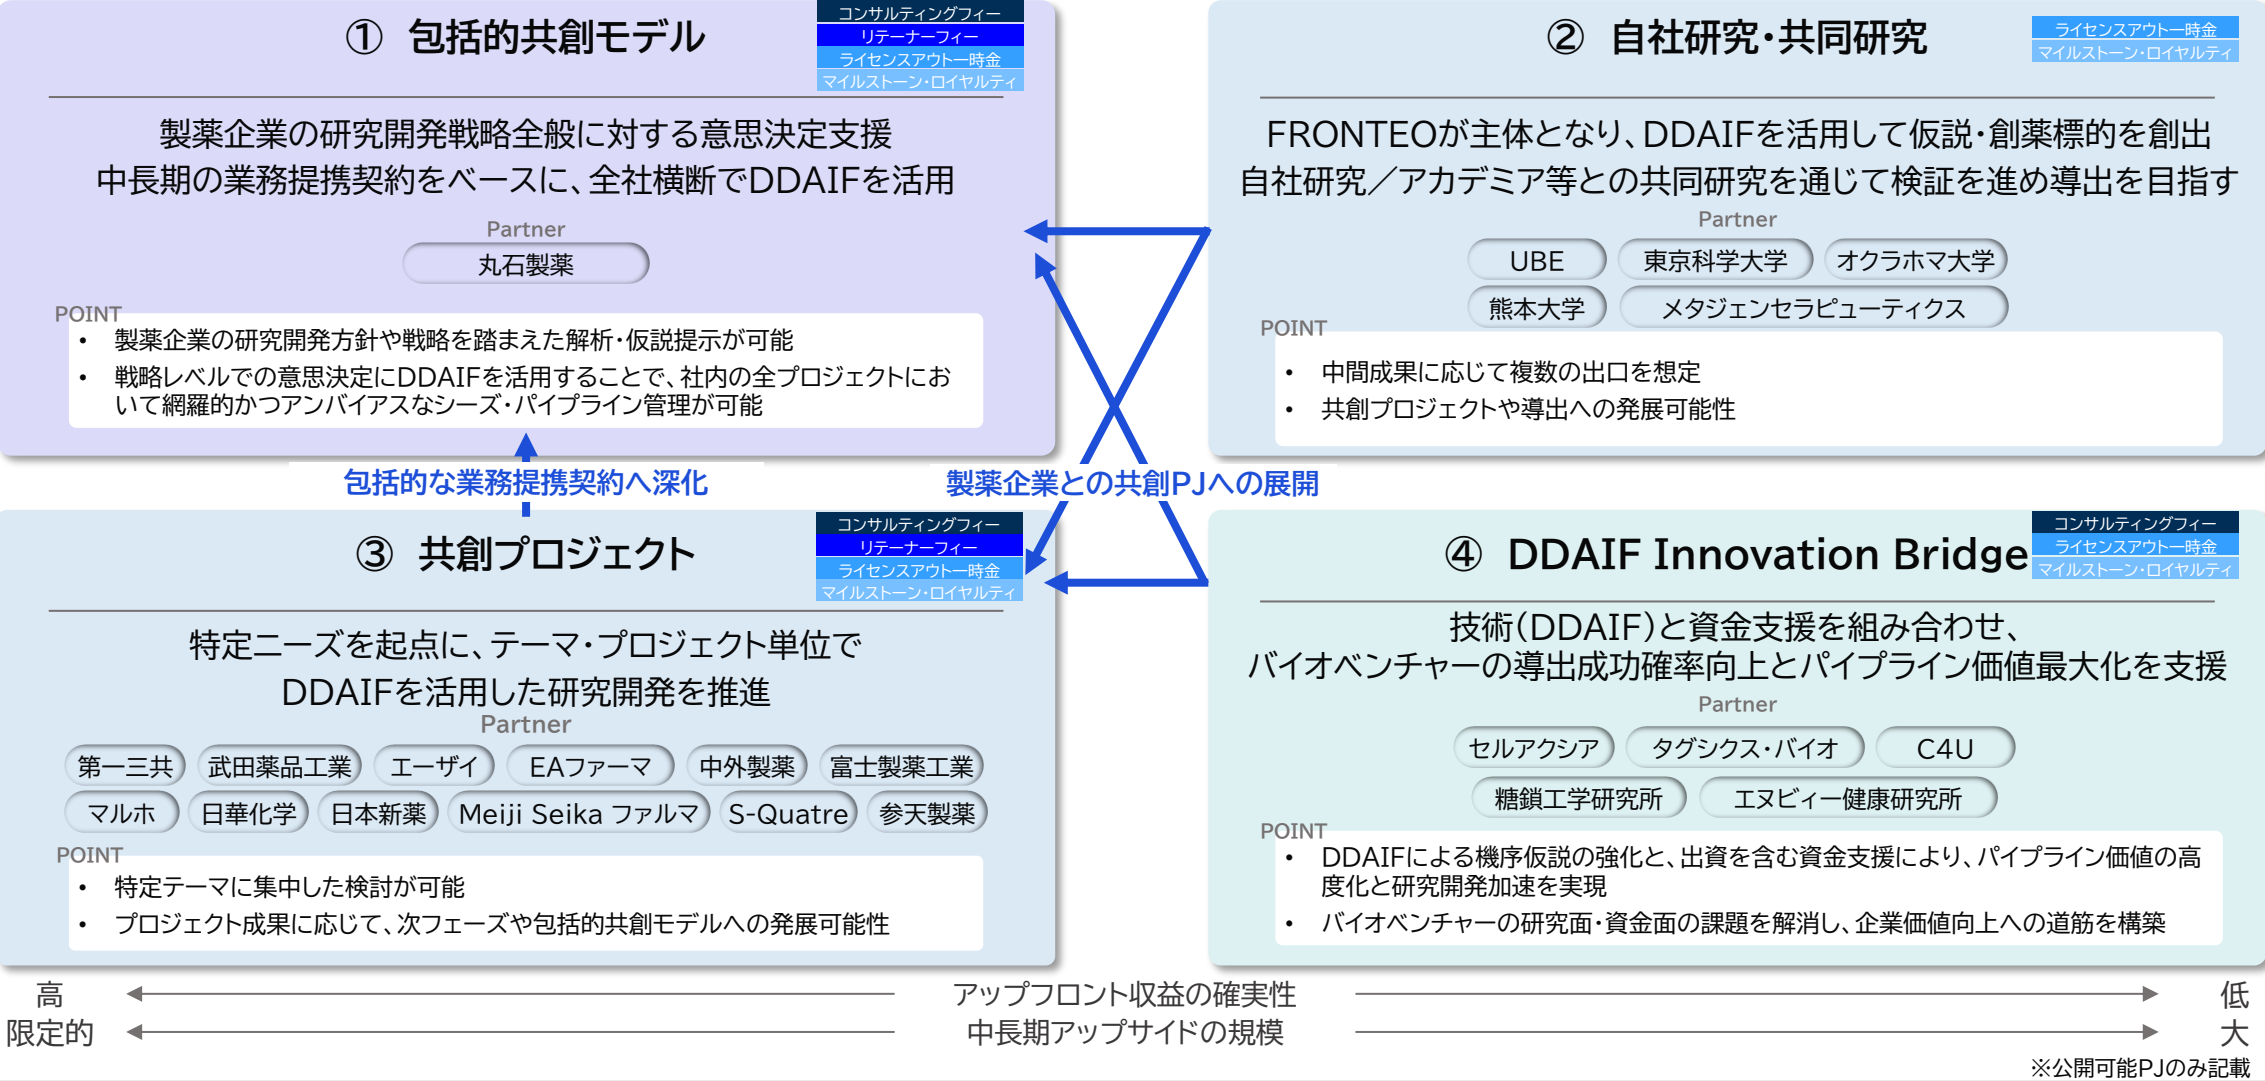 ① 包括的共創モデル
コンサルティングフィー
リテーナーフィー
ライセンスアウト一時金
マイルストーン・ロイヤルティ
製薬企業の研究開発戦略全般に対する意思決定支援
中長期の業務提携契約をベースに、全社横断でDDAIFを活用
Partner
丸石製薬
POINT
• 製薬企業の研究開発方針や戦略を踏まえた解析・仮説提示が可能
• 戦略レベルでの意思決定にDDAIFを活用することで、社内の全プロジェクトにお
いて網羅的かつアンバイアスなシーズ・パイプライン管理が可能
② 自社研究・共同研究
ライセンスアウト一時金
マイルストーン・ロイヤルティ
FRONTEOが主体となり、DDAIFを活用して仮説・創薬標的を創出
自社研究／アカデミア等との共同研究を通じて検証を進め導出を目指す
Partner
UBE 東京科学大学 オクラホマ大学
熊本大学 メタジェンセラピューティクス
POINT
• 中間成果に応じて複数の出口を想定
• 共創プロジェクトや導出への発展可能性
包括的な業務提携契約へ深化
製薬企業との共創PJへの展開
③ 共創プロジェクト
コンサルティングフィー
リテーナーフィー
ライセンスアウト一時金
マイルストーン・ロイヤルティ
特定ニーズを起点に、テーマ・プロジェクト単位で
DDAIFを活用した研究開発を推進
Partner
第一三共 武田薬品工業 エーザイ EAファーマ 中外製薬 富士製薬工業
マルホ 日華化学 日本新薬 Meiji Seika ファルマ S-Quatre 参天製薬
POINT
• 特定テーマに集中した検討が可能
• プロジェクト成果に応じて、次フェーズや包括的共創モデルへの発展可能性
④ DDAIF Innovation Bridge
コンサルティングフィー
ライセンスアウト一時金
マイルストーン・ロイヤルティ
技術（DDAIF）と資金支援を組み合わせ、
バイオベンチャーの導出成功確率向上とパイプライン価値最大化を支援
Partner
セルアクシア タグシクス・バイオ C4U
糖鎖工学研究所 エヌビィー健康研究所
POINT
• DDAIFによる機序仮説の強化と、出資を含む資金支援により、パイプライン価値の高
度化と研究開発加速を実現
• バイオベンチャーの研究面・資金面の課題を解消し、企業価値向上への道筋を構築
高 アップフロント収益の確実性 低
限定的 中長期アップサイドの規模 大
※公開可能PJのみ記載